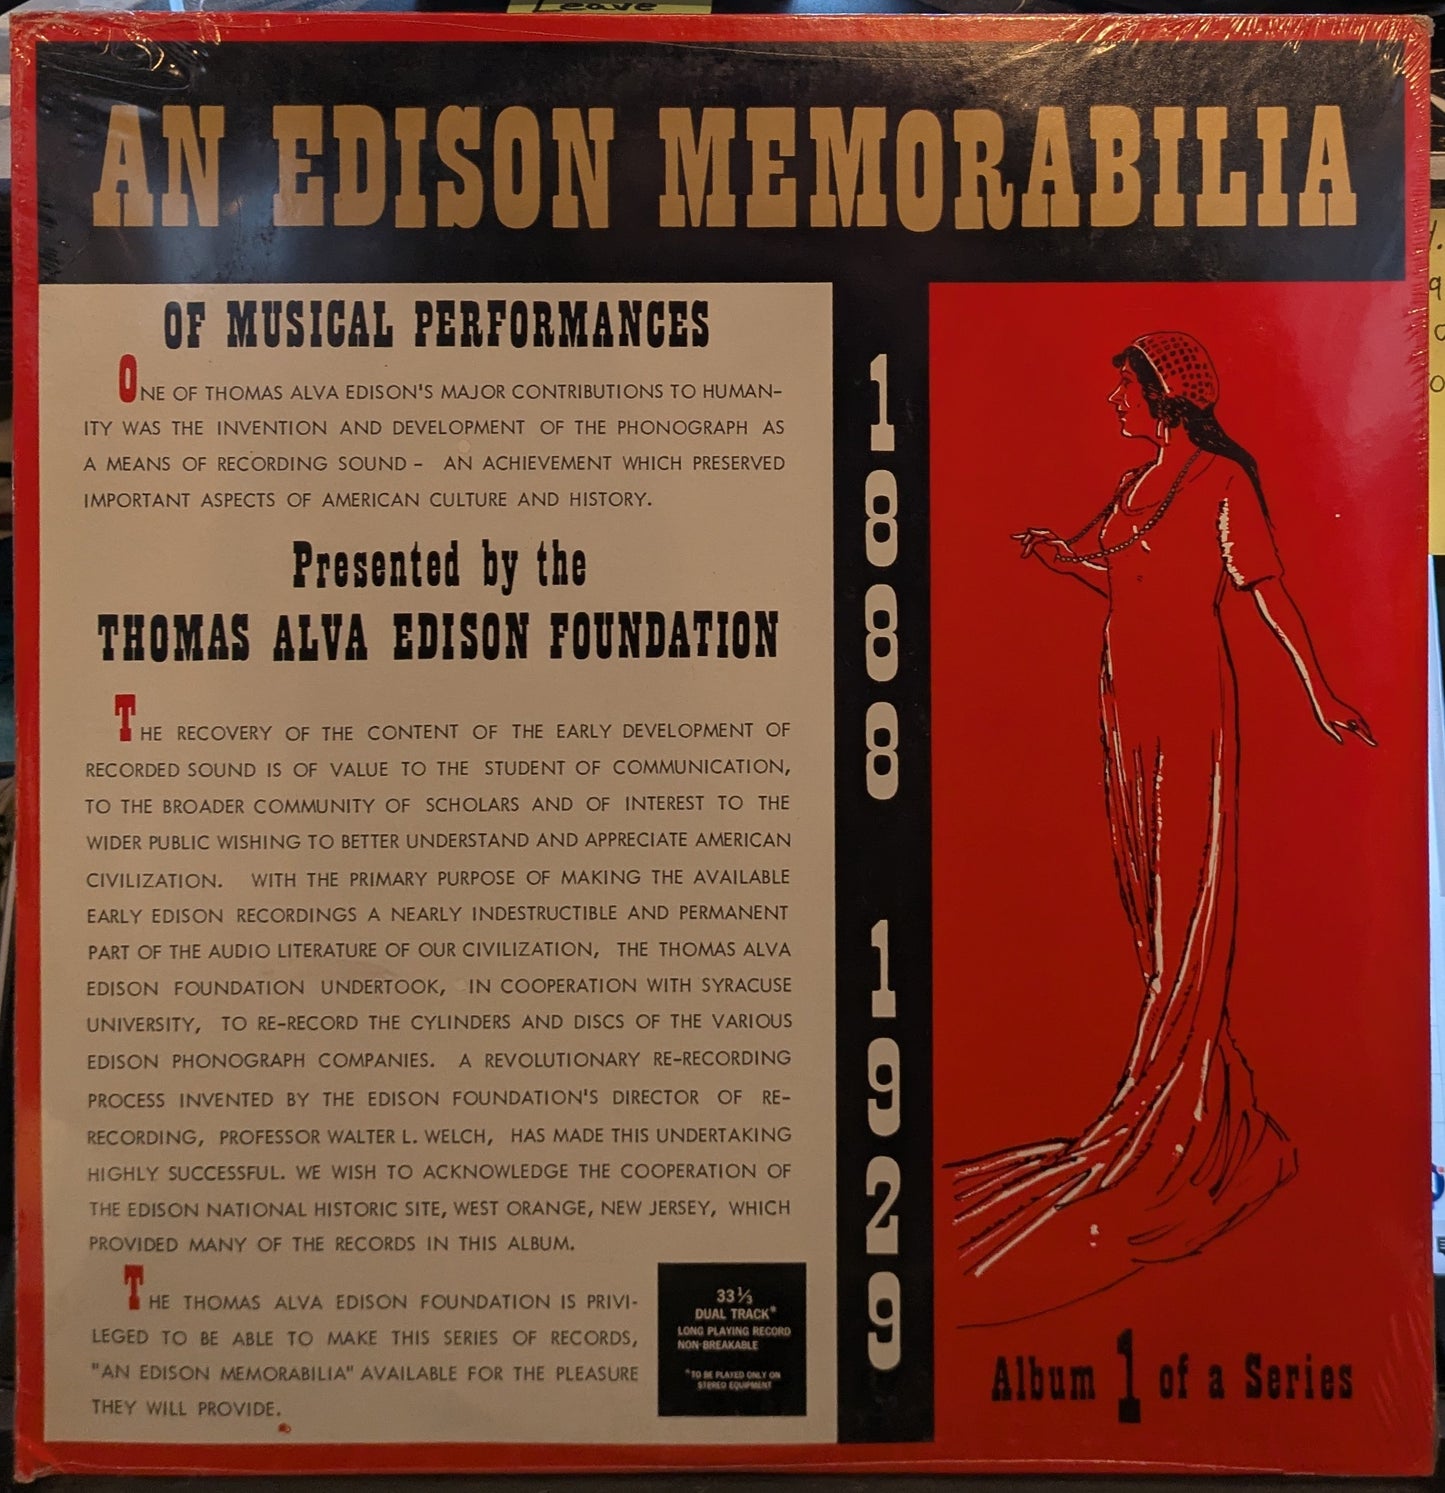 Leave
AN EDISON MEMORABILIA
OF MUSICAL PERFORMANCES
ONE OF THOMAS ALVA EDISON'S MAJOR CONTRIBUTIONS TO HUMAN-
ITY WAS THE INVENTION AND DEVELOPMENT OF THE PHONOGRAPH AS
A MEANS OF RECORDING SOUND - AN ACHIEVEMENT WHICH PRESERVED
IMPORTANT ASPECTS OF AMERICAN CULTURE AND HISTORY.
Presented by the
THOMAS ALVA EDISON FOUNDATION
THE RECOVERY OF THE CONTENT OF THE EARLY DEVELOPMENT OF
RECORDED SOUND IS OF VALUE TO THE STUDENT OF COMMUNICATION,
TO THE BROADER COMMUNITY OF SCHOLARS AND OF INTEREST TO THE
WIDER PUBLIC WISHING TO BETTER UNDERSTAND AND APPRECIATE AMERICAN
CIVILIZATION. WITH THE PRIMARY PURPOSE OF MAKING THE AVAILABLE
EARLY EDISON RECORDINGS A NEARLY INDESTRUCTIBLE AND PERMANENT
PART OF THE AUDIO LITERATURE OF OUR CIVILIZATION, THE THOMAS ALVA
EDISON FOUNDATION UNDERTOOK, IN COOPERATION WITH SYRACUSE
UNIVERSITY, TO RE-RECORD THE CYLINDERS AND DISCS OF THE VARIOUS
EDISON PHONOGRAPH COMPANIES. A REVOLUTIONARY RE-RECORDING
PROCESS INVENTED BY THE EDISON FOUNDATION'S DIRECTOR OF RE-
RECORDING, PROFESSOR WALTER L. WELCH, HAS MADE THIS UNDERTAKING
HIGHLY SUCCESSFUL. WE WISH TO ACKNOWLEDGE THE COOPERATION OF
THE EDISON NATIONAL HISTORIC SITE, WEST ORANGE, NEW JERSEY, WHICH
PROVIDED MANY OF THE RECORDS IN THIS ALBUM.
THE THOMAS ALVA EDISON FOUNDATION IS PRIVI-
LEGED TO BE ABLE TO MAKE THIS SERIES OF RECORDS,
"AN EDISON MEMORABILIA" AVAILABLE FOR THE PLEASURE
THEY WILL PROVIDE.
33⅓
DUAL TRACK*
LONG PLAYING RECORD
NON-BREAKABLE
*TO BE PLAYED ONLY ON
STEREO EQUIPMENT
1888 1929
Album 1 of a Series